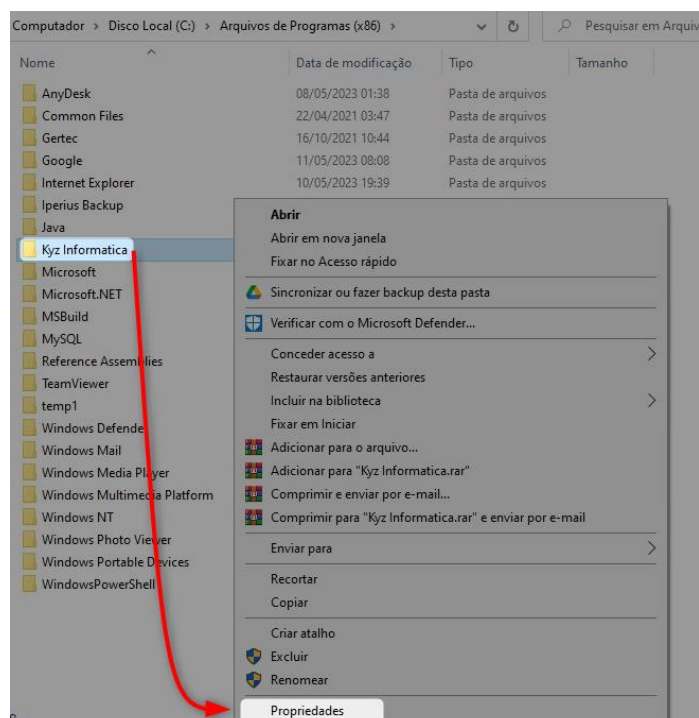 Computador > Disco Local (C:) > Arquivos de Programas (x86) > Pesquisar em Arquiv
Nome Data de modificação Tipo Tamanho
AnyDesk 08/05/2023 01:38 Pasta de arquivos
Common Files 22/04/2021 03:47 Pasta de arquivos
Gertec 16/10/2021 10:44 Pasta de arquivos
Google 11/05/2023 08:08 Pasta de arquivos
Internet Explorer 10/05/2023 19:39 Pasta de arquivos
Iperius Backup
Java
Kyz Informatica
Microsoft
Microsoft.NET
MSBuild
MySQL
Reference Assemblies
TeamViewer
temp1
Windows Defender
Windows Mail
Windows Media Player
Windows Multimedia Platform
Windows NT
Windows Photo Viewer
Windows Portable Devices
WindowsPowerShell
Abrir
Abrir em nova janela
Fixar no Acesso rápido
Sincronizar ou fazer backup desta pasta
Verificar com o Microsoft Defender...
Conceder acesso a
Restaurar versões anteriores
Incluir na biblioteca
Fixar em Iniciar
Adicionar para o arquivo...
Adicionar para "Kyz Informatica.rar"
Comprimir e enviar por e-mail...
Comprimir para "Kyz Informatica.rar" e enviar por e-mail
Enviar para
Recortar
Copiar
Criar atalho
Excluir
Renomear
Propriedades